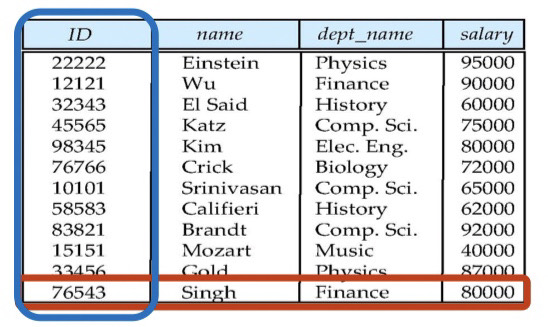 ID name dept_name salary
22222 Einstein Physics 95000
12121 Wu Finance 90000
32343 El Said History 60000
45565 Katz Comp. Sci. 75000
98345 Kim Elec. Eng. 80000
76766 Crick Biology 72000
10101 Srinivasan Comp. Sci. 65000
58583 Califieri History 62000
83821 Brandt Comp. Sci. 92000
15151 Mozart Music 40000
33456 Gold Physics 87000
76543 Singh Finance 80000